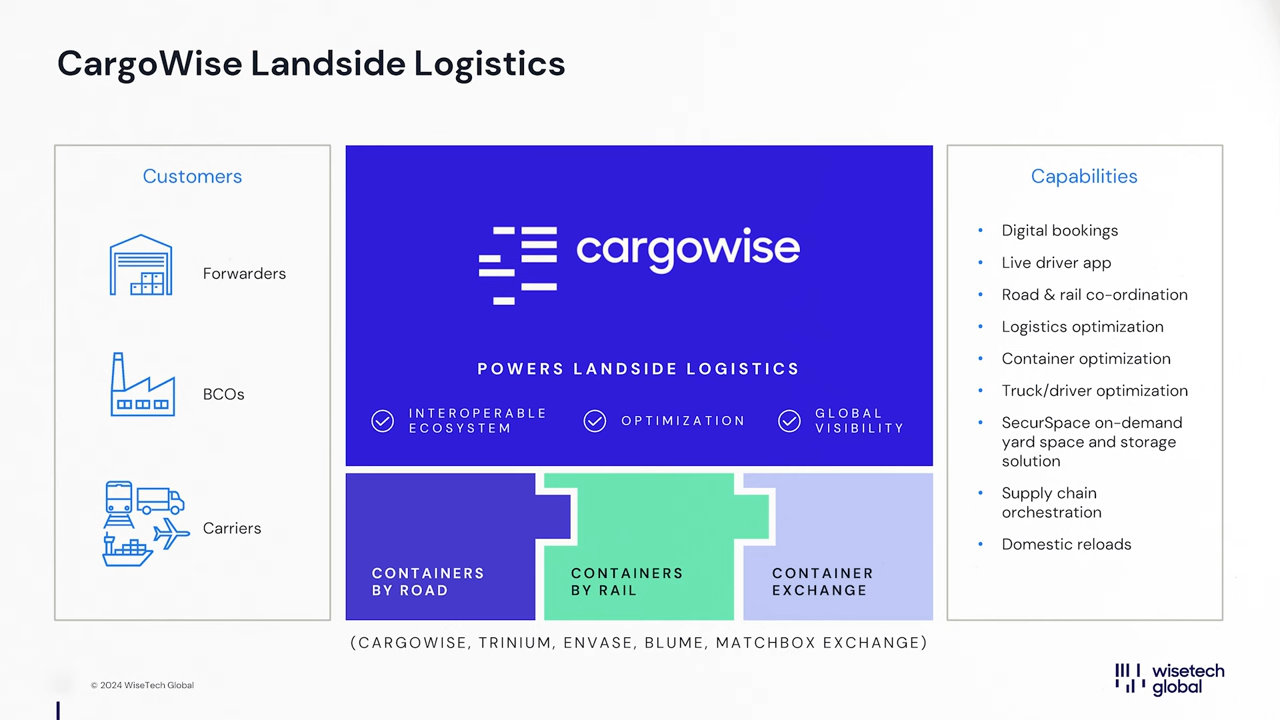 CargoWise Landside Logistics
Customers
Forwarders
BCOs
Carriers
cargowise
POWERS LANDSIDE LOGISTICS
INTEROPERABLE
ECOSYSTEM
OPTIMIZATION
GLOBAL
VISIBILITY
CONTAINERS
BY ROAD
CONTAINERS
BY RAIL
CONTAINER
EXCHANGE
(CARGOWISE, TRINIUM, ENVASE, BLUME, MATCHBOX EXCHANGE)
Capabilities
• Digital bookings
• Live driver app
• Road & rail co-ordination
• Logistics optimization
• Container optimization
• Truck/driver optimization
• SecurSpace on-demand
yard space and storage
solution
• Supply chain
orchestration
• Domestic reloads
© 2024 WiseTech Global
wisetech
global